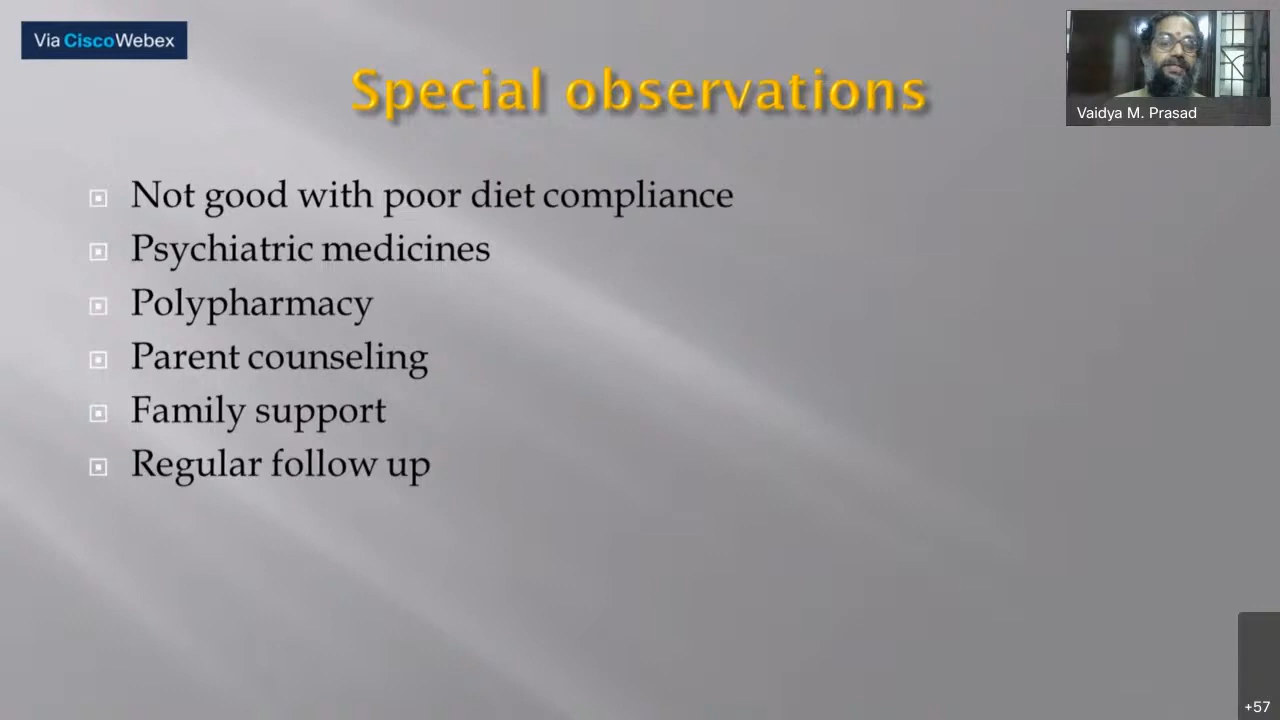 Via CiscoWebex
Special observations
Vaidya M. Prasad
Not good with poor diet compliance
Psychiatric medicines
Polypharmacy
Parent counseling
Family support
Regular follow up
+57